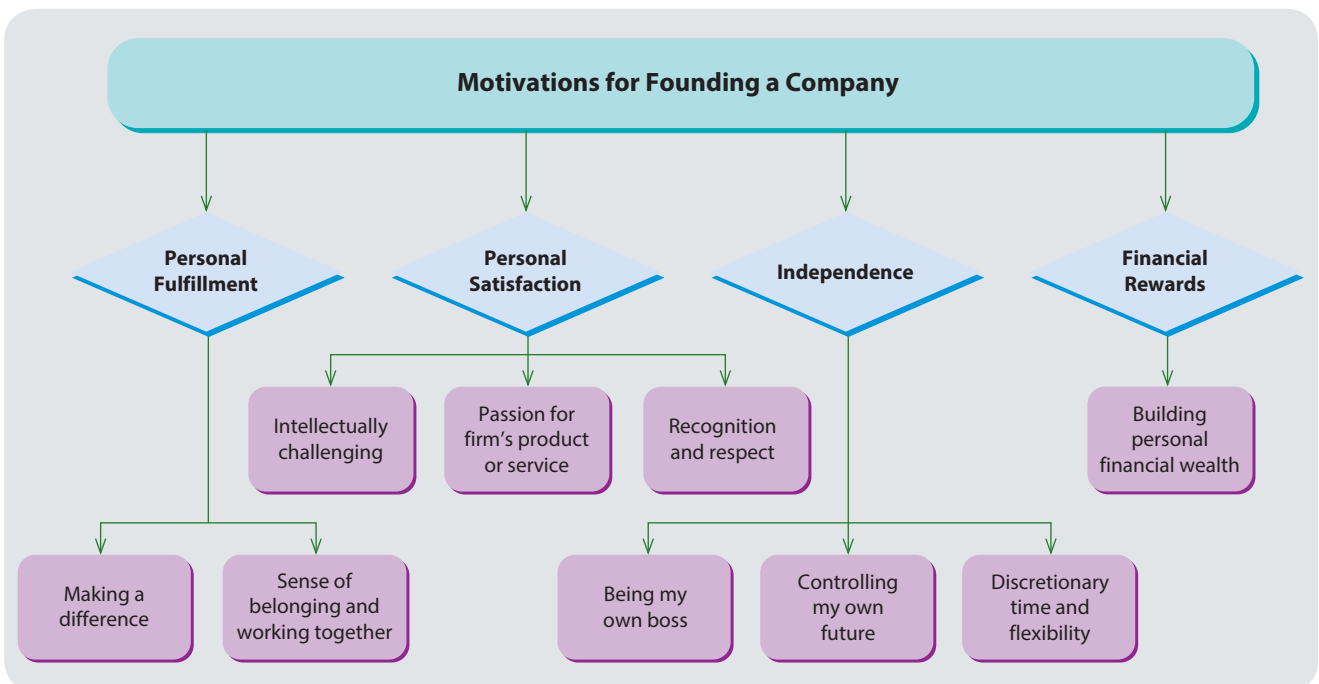 Motivations for Founding a Company
Personal
Fulfillment
Personal
Satisfaction
Independence
Financial
Rewards
Intellectually
challenging
Passion for
firm's product
or service
Recognition
and respect
Building
personal
financial wealth
Making a
difference
Sense of
belonging and
working together
Being my
own boss
Controlling
my own
future
Discretionary
time and
flexibility